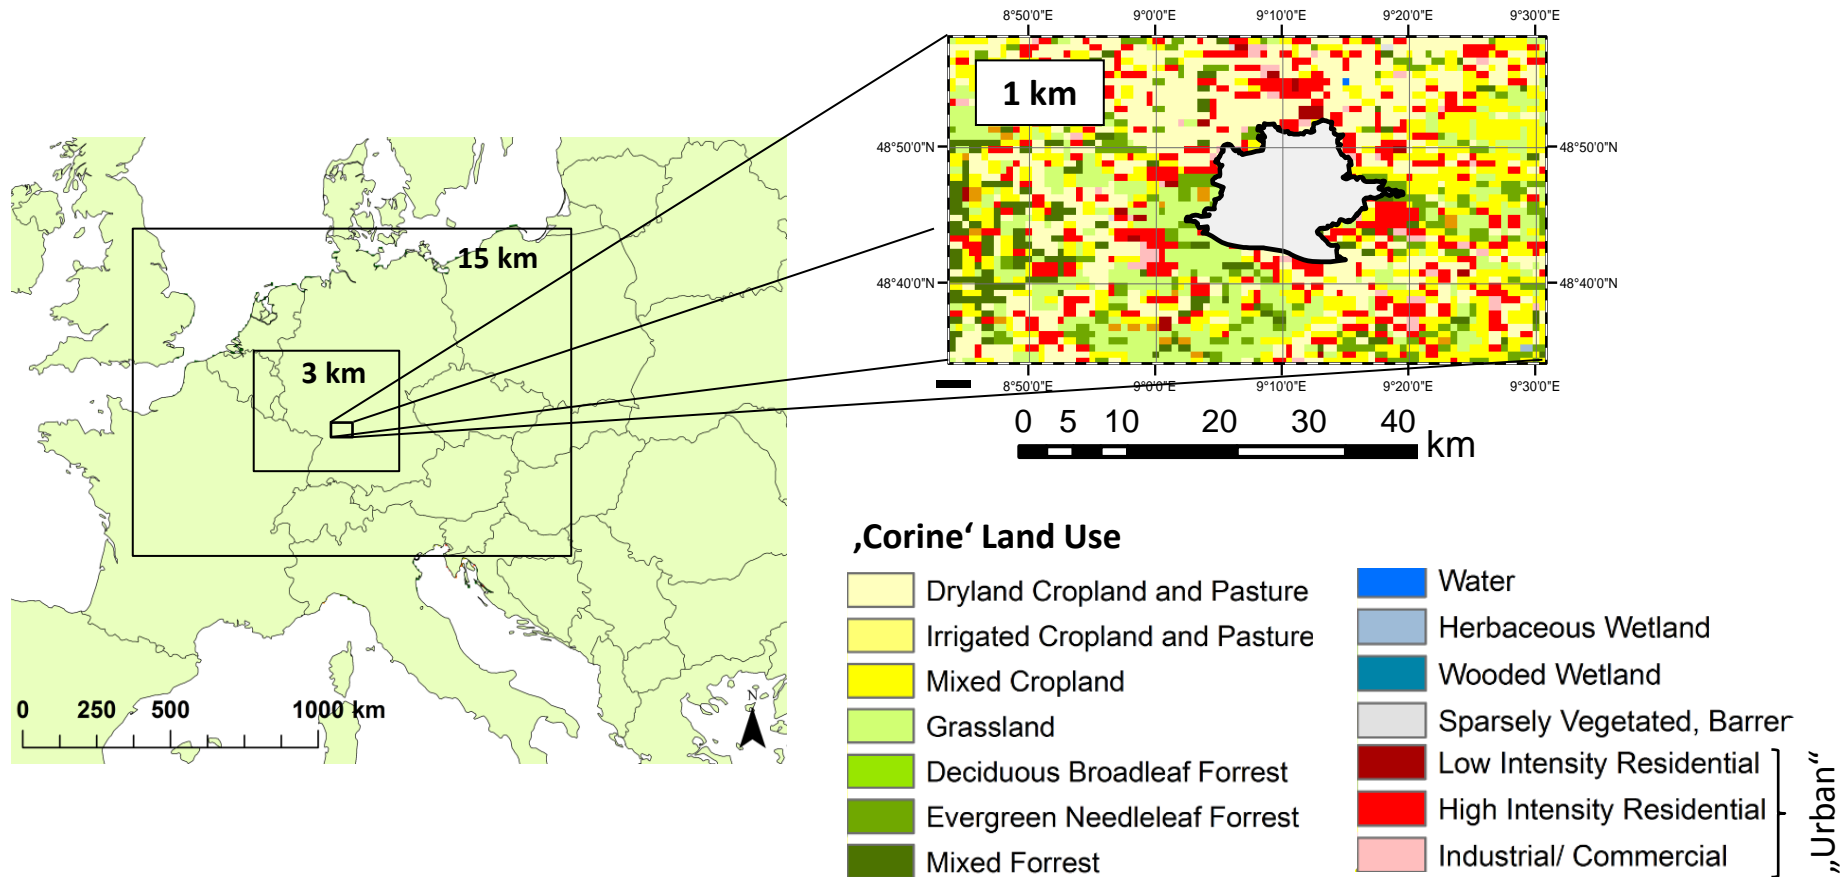 8°50'0"E 9°0'0"E 9°10'0"E 9°20'0"E 9°30'0"E
1 km
48°50'0"N 48°50'0"N
15 km
48°40'0"N 48°40'0"N
3 km
8°50'0"E 9°0'0"E 9°10'0"E 9°20'0"E 9°30'0"E
0 5 10 20 30 40
km
N
0 250 500 1000 km
‚Corine‘ Land Use
Dryland Cropland and Pasture
Irrigated Cropland and Pasture
Mixed Cropland
Grassland
Deciduous Broadleaf Forrest
Evergreen Needleleaf Forrest
Mixed Forrest
Water
Herbaceous Wetland
Wooded Wetland
Sparsely Vegetated, Barren
Low Intensity Residential
High Intensity Residential
Industrial/ Commercial
„Urban“